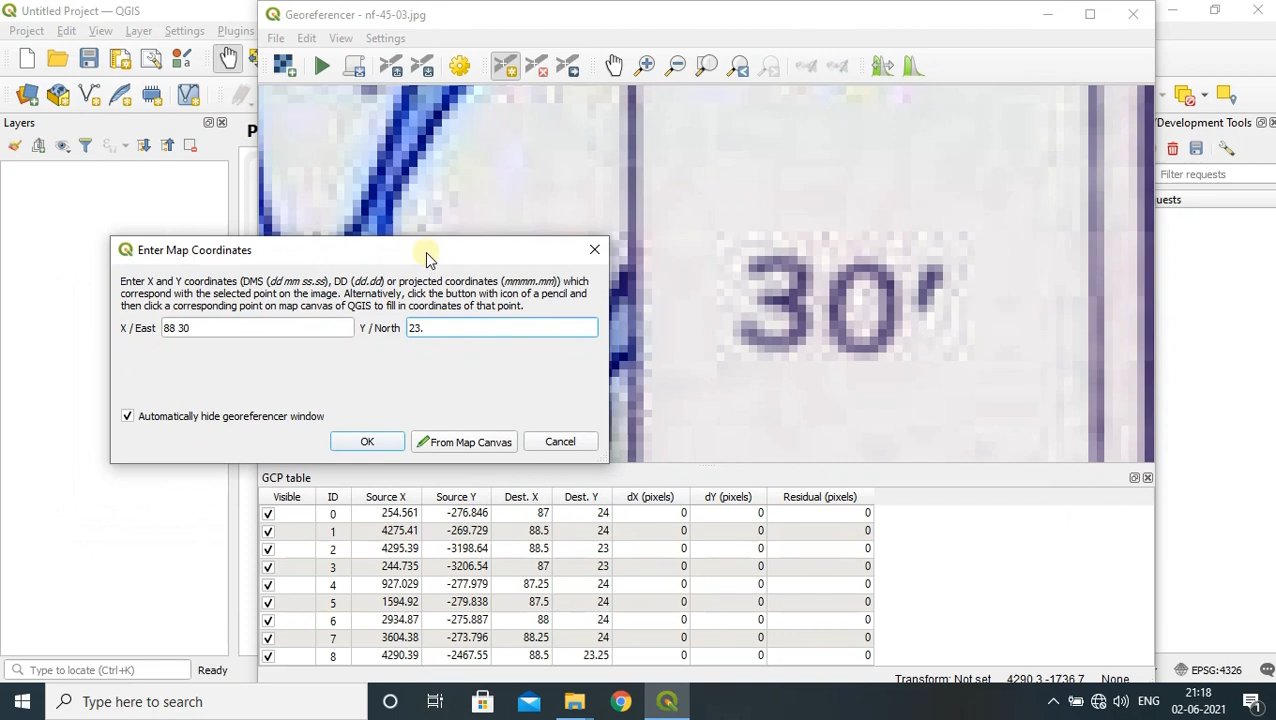 Untitled Project — QGIS
Georeferencer - nf-45-03.jpg
Project Edit View Layer Settings Plugins
File Edit View Settings
Layers
P
/Development Tools
Filter requests
uests
30'
Enter Map Coordinates
Enter X and Y coordinates (DMS (dd mm ss.ss), DD (dd.dd) or projected coordinates (mmmm.mm)) which
correspond with the selected point on the image. Alternatively, click the button with icon of a pencil and
then click a corresponding point on map canvas of QGIS to fill in coordinates of that point.
X / East 88 30 Y / North 23.
Automatically hide georeferencer window
OK From Map Canvas Cancel
GCP table
Visible ID Source X Source Y Dest. X Dest. Y dX (pixels) dY (pixels) Residual (pixels)
0 254.561 -276.846 87 24 0 0 0
1 4275.41 -269.729 88.5 24 0 0 0
2 4295.39 -3198.64 88.5 23 0 0 0
3 244.735 -3206.54 87 23 0 0 0
4 927.029 -277.979 87.25 24 0 0 0
5 1594.92 -279.838 87.5 24 0 0 0
6 2934.87 -275.887 88 24 0 0 0
7 3604.38 -273.796 88.25 24 0 0 0
8 4290.39 -2467.55 88.5 23.25 0 0 0
Type to locate (Ctrl+K) Ready
Transform: Not set 4290.3,-1736.7 None
EPSG:4326
Type here to search
ENG
21:18
02-06-2021
1